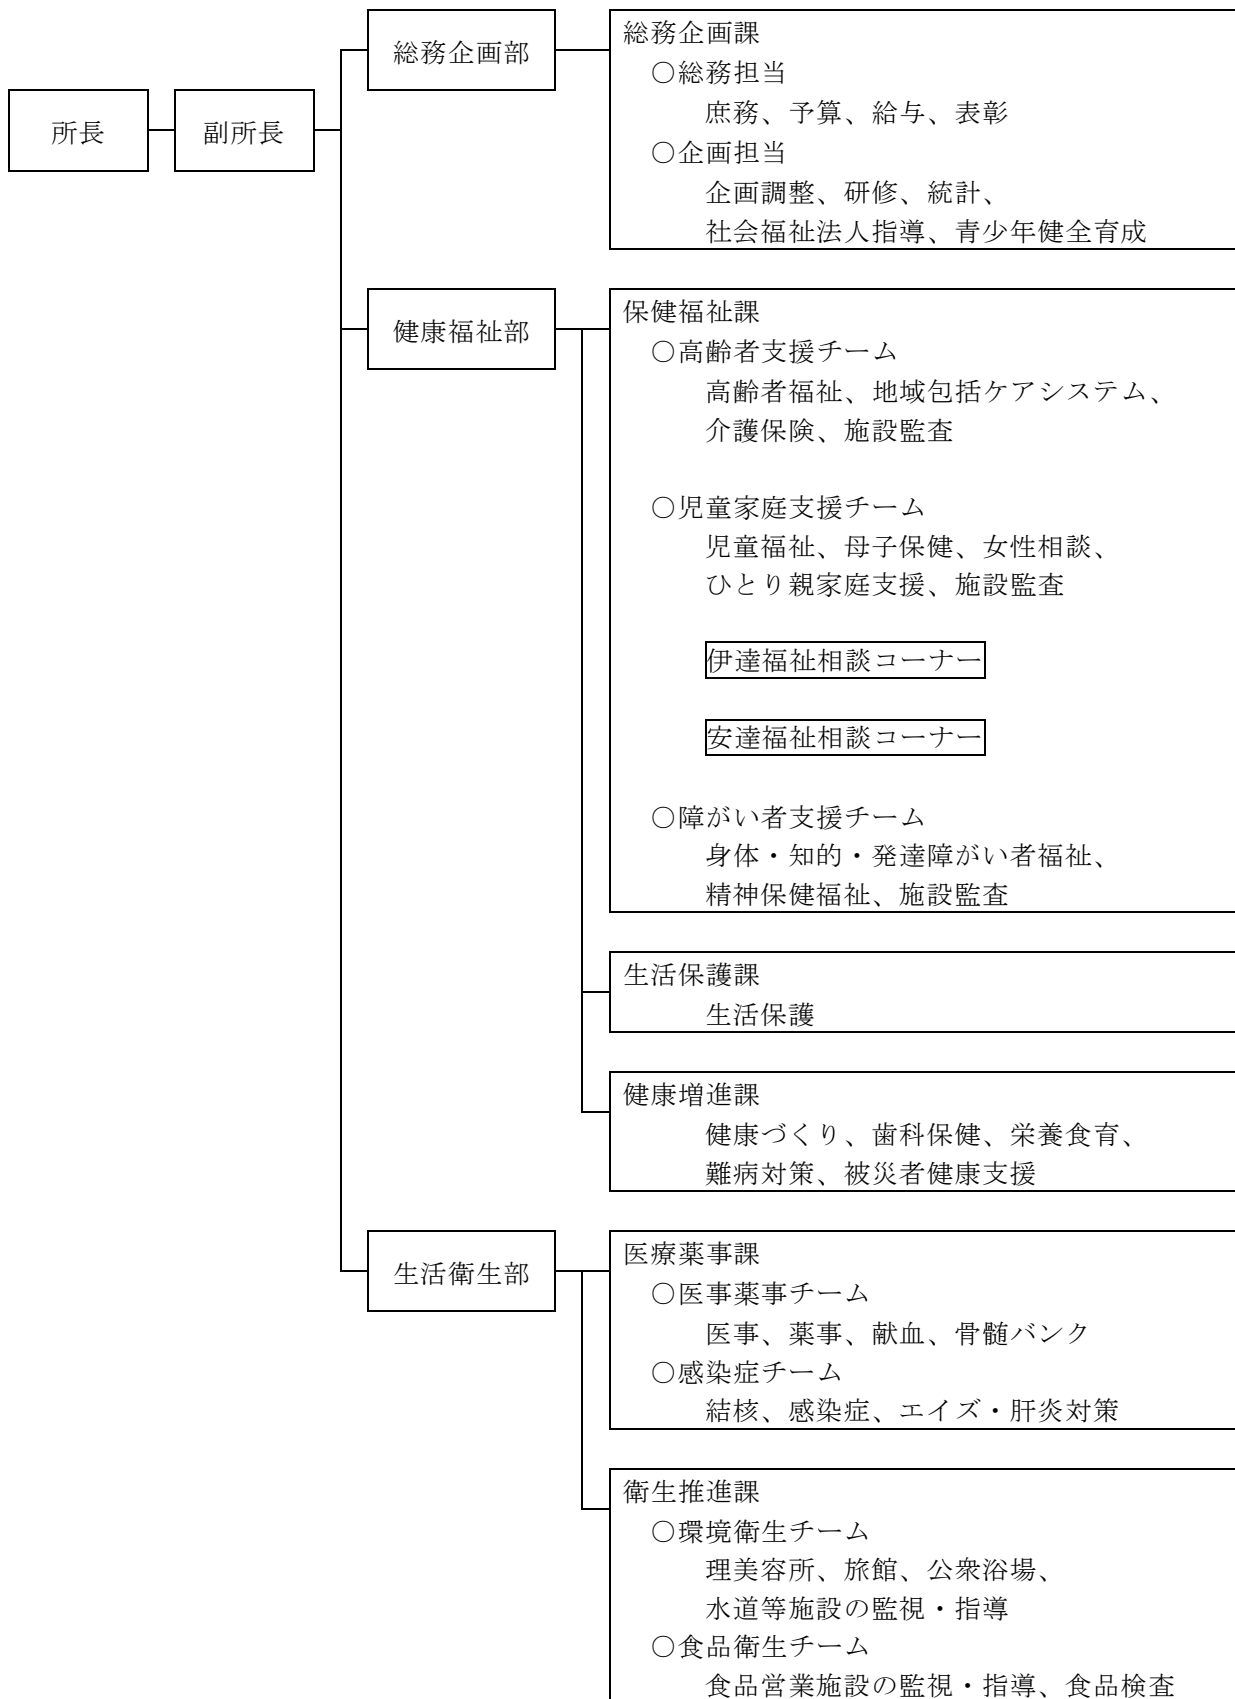 所長
副所長
総務企画部
総務企画課
○総務担当
庶務、予算、給与、表彰
○企画担当
企画調整、研修、統計、
社会福祉法人指導、青少年健全育成
健康福祉部
保健福祉課
○高齢者支援チーム
高齢者福祉、地域包括ケアシステム、
介護保険、施設監査
○児童家庭支援チーム
児童福祉、母子保健、女性相談、
ひとり親家庭支援、施設監査
伊達福祉相談コーナー
安達福祉相談コーナー
○障がい者支援チーム
身体・知的・発達障がい者福祉、
精神保健福祉、施設監査
生活保護課
生活保護
健康増進課
健康づくり、歯科保健、栄養食育、
難病対策、被災者健康支援
生活衛生部
医療薬事課
○医事薬事チーム
医事、薬事、献血、骨髄バンク
○感染症チーム
結核、感染症、エイズ・肝炎対策
衛生推進課
○環境衛生チーム
理美容所、旅館、公衆浴場、
水道等施設の監視・指導
○食品衛生チーム
食品営業施設の監視・指導、食品検査